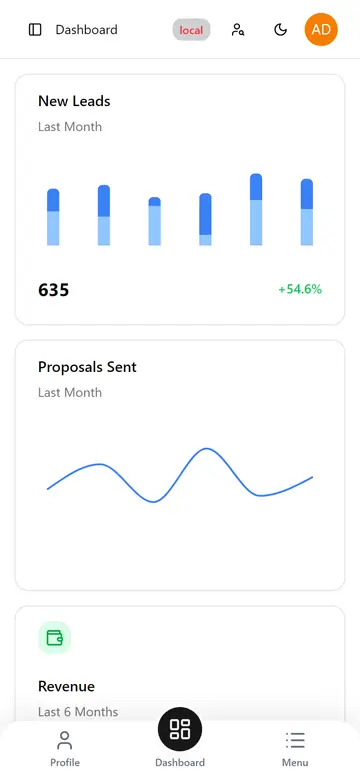 Dashboard
local
AD
New Leads
Last Month
635
+54.6%
Proposals Sent
Last Month
Revenue
Last 6 Months
Profile
Dashboard
Menu